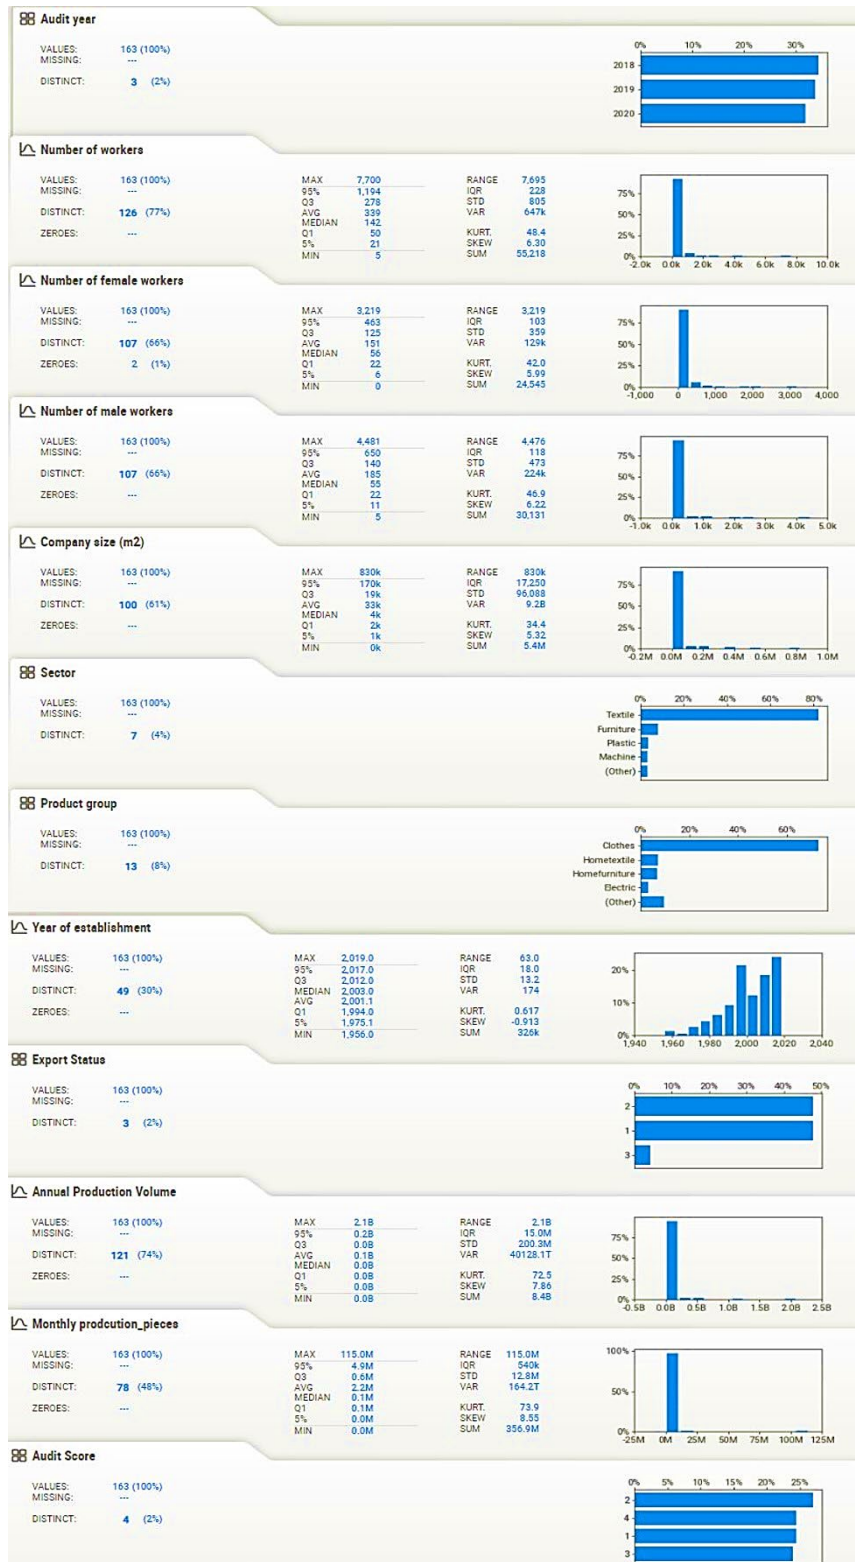 Audit year
VALUES: 163 (100%)
MISSING: ---
DISTINCT: 3 (2%)
0% 10% 20% 30%
2018
2019
2020
Number of workers
VALUES: 163 (100%)
MISSING: ---
DISTINCT: 126 (77%)
ZEROES: ---
MAX 7,700
95% 1,194
Q3 278
AVG 339
MEDIAN 142
Q1 50
5% 21
MIN 5
RANGE 7,695
IQR 228
STD 805
VAR 647k
KURT. 48.4
SKEW 6.30
SUM 55,218
75%
50%
25%
0%
-2.0k 0.0k 2.0k 4.0k 6.0k 8.0k 10.0k
Number of female workers
VALUES: 163 (100%)
MISSING: ---
DISTINCT: 107 (66%)
ZEROES: 2 (1%)
MAX 3,219
95% 463
Q3 125
AVG 151
MEDIAN 56
Q1 22
5% 6
MIN 0
RANGE 3,219
IQR 103
STD 359
VAR 129k
KURT. 42.0
SKEW 5.99
SUM 24,545
75%
50%
25%
0%
-1,000 0 1,000 2,000 3,000 4,000
Number of male workers
VALUES: 163 (100%)
MISSING: ---
DISTINCT: 107 (66%)
ZEROES: ---
MAX 4,481
95% 650
Q3 140
AVG 185
MEDIAN 55
Q1 22
5% 11
MIN 5
RANGE 4,476
IQR 118
STD 473
VAR 224k
KURT. 46.9
SKEW 6.22
SUM 30,131
75%
50%
25%
0%
-1.0k 0.0k 1.0k 2.0k 3.0k 4.0k 5.0k
Company size (m2)
VALUES: 163 (100%)
MISSING: ---
DISTINCT: 100 (61%)
ZEROES: ---
MAX 830k
95% 170k
Q3 19k
AVG 33k
MEDIAN 4k
Q1 2k
5% 1k
MIN 0k
RANGE 830k
IQR 17,250
STD 96,088
VAR 9.2B
KURT. 34.4
SKEW 5.32
SUM 5.4M
75%
50%
25%
0%
-0.2M 0.0M 0.2M 0.4M 0.6M 0.8M 1.0M
Sector
VALUES: 163 (100%)
MISSING: ---
DISTINCT: 7 (4%)
0% 20% 40% 60% 80%
Textile
Furniture
Plastic
Machine
(Other)
Product group
VALUES: 163 (100%)
MISSING: ---
DISTINCT: 13 (8%)
0% 20% 40% 60%
Clothes
Hometextile
Homefurniture
Electric
(Other)
Year of establishment
VALUES: 163 (100%)
MISSING: ---
DISTINCT: 49 (30%)
ZEROES: ---
MAX 2,019.0
95% 2,017.0
Q3 2,012.0
MEDIAN 2,003.0
AVG 2,001.1
Q1 1,994.0
5% 1,975.1
MIN 1,956.0
RANGE 63.0
IQR 18.0
STD 13.2
VAR 174
KURT. 0.617
SKEW -0.913
SUM 326k
20%
10%
0%
1,940 1,960 1,980 2,000 2,020 2,040
Export Status
VALUES: 163 (100%)
MISSING: ---
DISTINCT: 3 (2%)
0% 10% 20% 30% 40% 50%
2
1
3
Annual Production Volume
VALUES: 163 (100%)
MISSING: ---
DISTINCT: 121 (74%)
ZEROES: ---
MAX 2.1B
95% 0.2B
Q3 0.0B
AVG 0.1B
MEDIAN 0.0B
Q1 0.0B
5% 0.0B
MIN 0.0B
RANGE 2.1B
IQR 15.0M
STD 200.3M
VAR 40128.1T
KURT. 72.5
SKEW 7.86
SUM 8.4B
75%
50%
25%
0%
-0.5B 0.0B 0.5B 1.0B 1.5B 2.0B 2.5B
Monthly prodcution_pieces
VALUES: 163 (100%)
MISSING: ---
DISTINCT: 78 (48%)
ZEROES: ---
MAX 115.0M
95% 4.9M
Q3 0.6M
AVG 2.2M
MEDIAN 0.1M
Q1 0.1M
5% 0.0M
MIN 0.0M
RANGE 115.0M
IQR 540k
STD 12.8M
VAR 164.2T
KURT. 73.9
SKEW 8.55
SUM 356.9M
100%
50%
0%
-25M 0M 25M 50M 75M 100M 125M
Audit Score
VALUES: 163 (100%)
MISSING: ---
DISTINCT: 4 (2%)
0% 5% 10% 15% 20% 25%
2
4
1
3